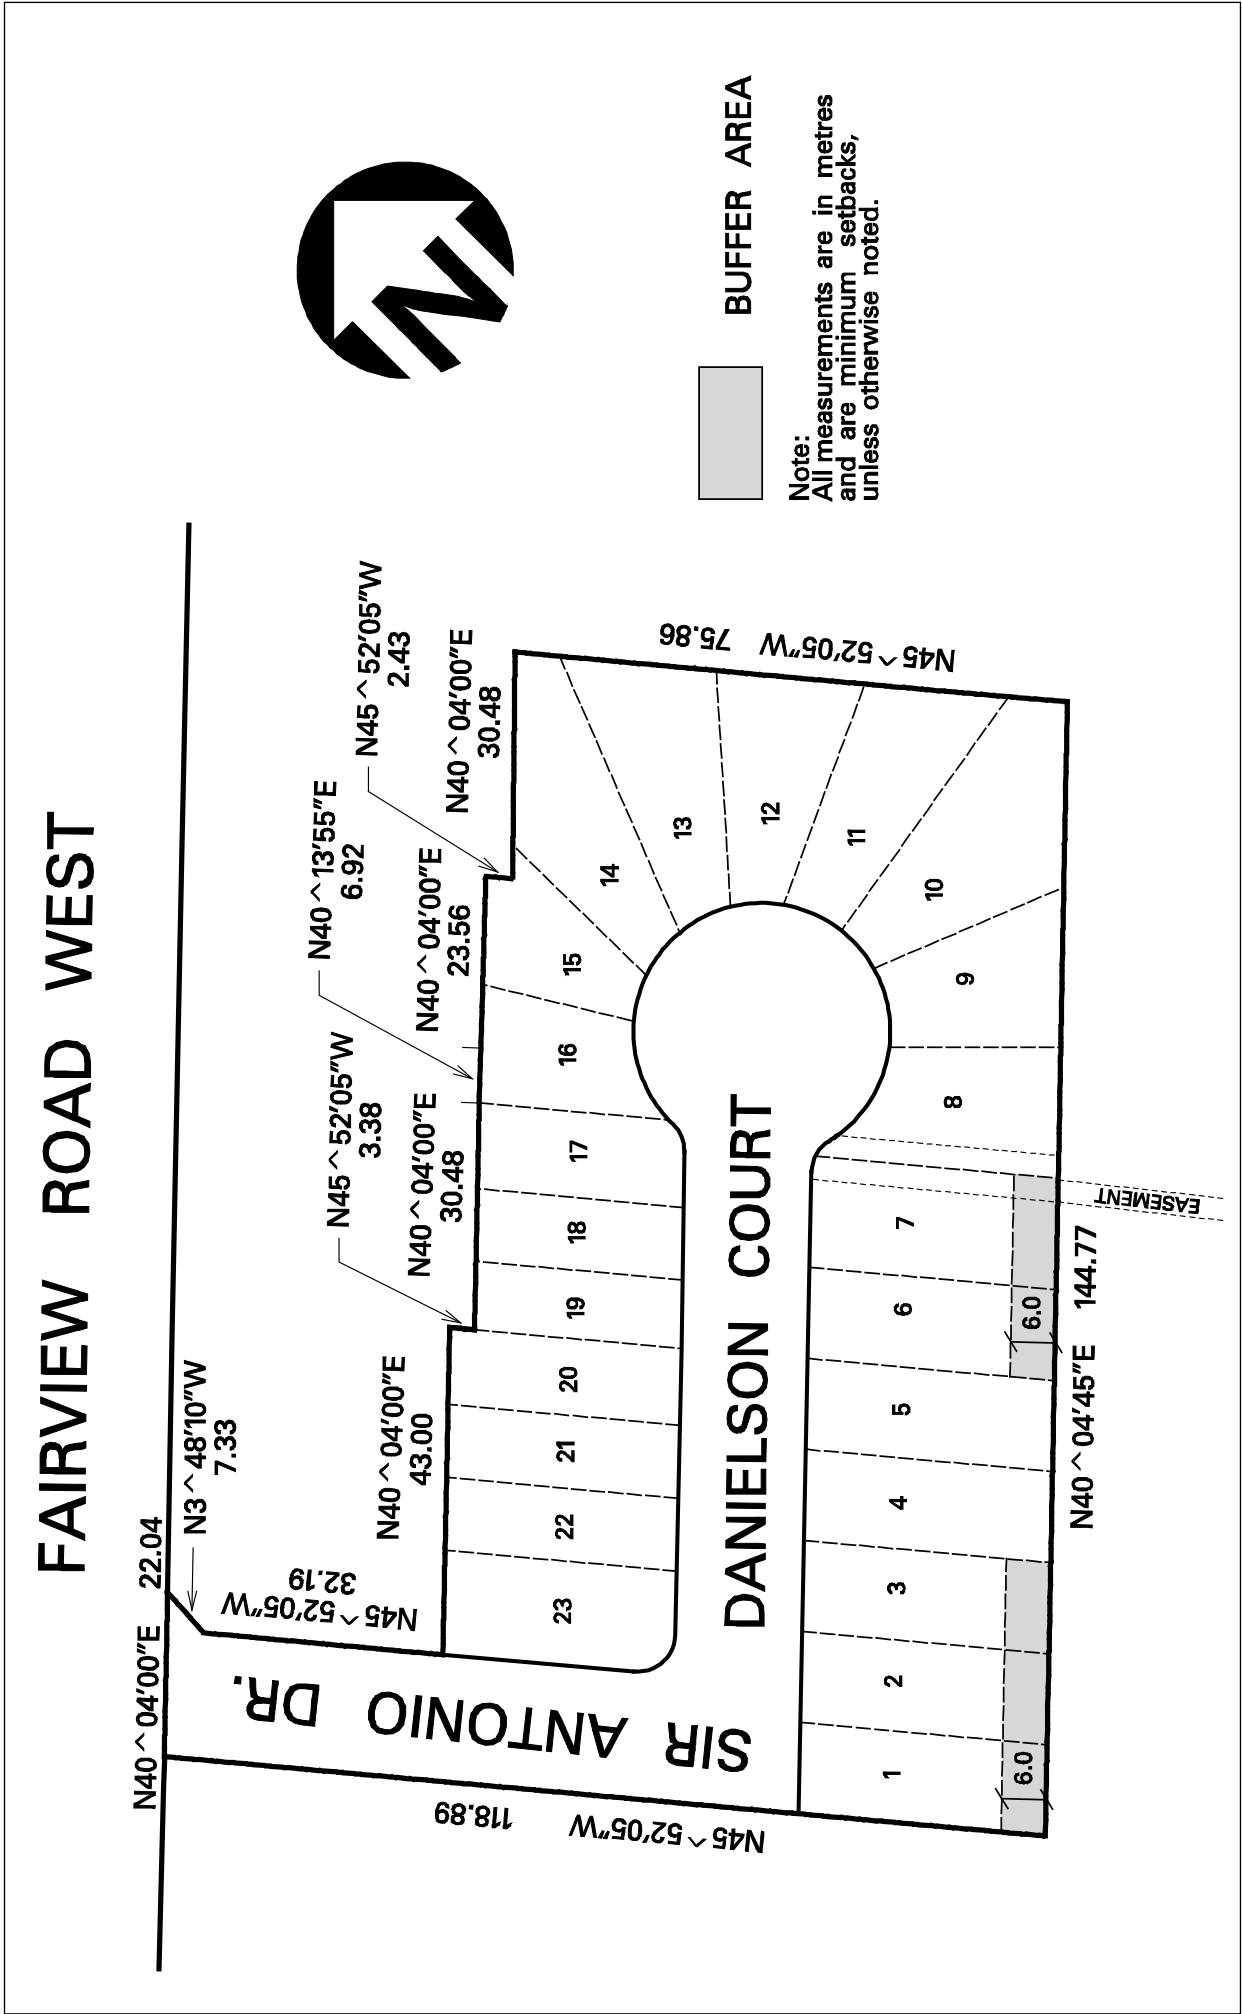 FAIRVIEW ROAD WEST
N40^04'00"E 22.04
N3^48'10"W
7.33
N45^52'05"W
32.19
N40^04'00"E
43.00
N45^52'05"W
3.38
N40^04'00"E
30.48
N40^13'55"E
6.92
N40^04'00"E
23.56
N45^52'05"W
2.43
N40^04'00"E
30.48
N45^52'05"W 75.86
N45^52'05"W 118.89
SIR ANTONIO DR.
DANIELSON COURT
23
22
21
20
19
18
17
16
15
14
13
12
11
10
9
8
7
6
5
4
3
2
1
6.0
6.0
EASEMENT
N40^04'45"E 144.77
N
BUFFER AREA
Note:
All measurements are in metres
and are minimum setbacks,
unless otherwise noted.